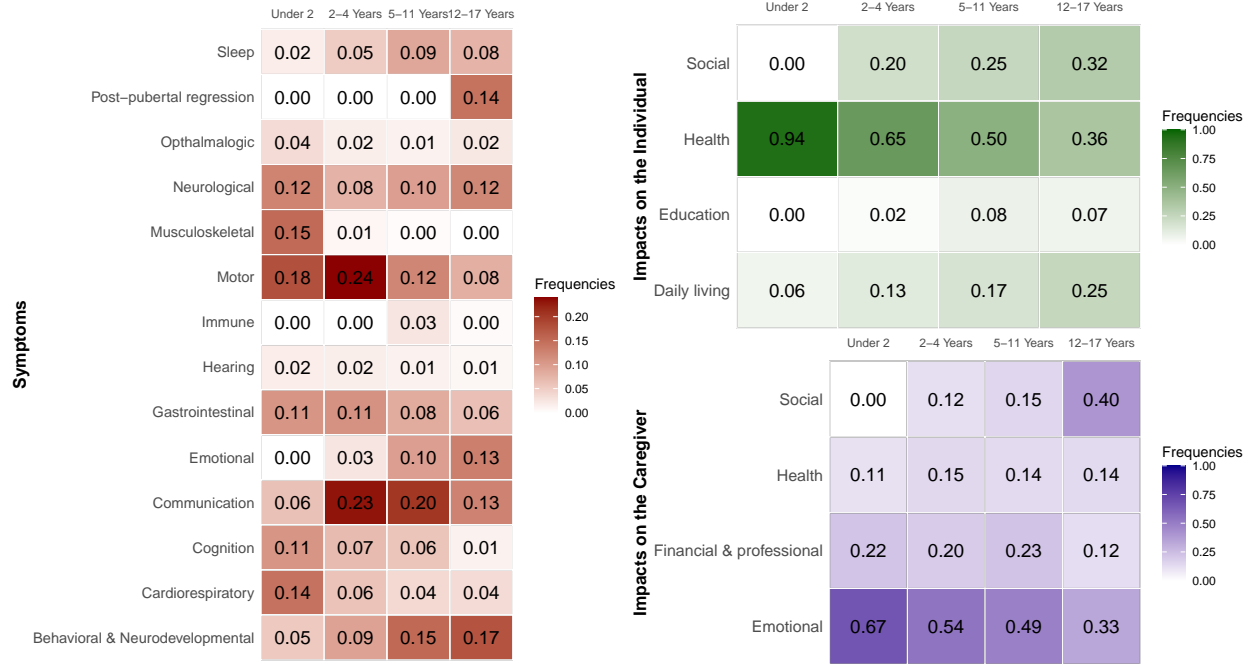 Symptoms
Under 2 2–4 Years 5–11 Years 12–17 Years
Sleep 0.02 0.05 0.09 0.08
Post–pubertal regression 0.00 0.00 0.00 0.14
Opthalmologic 0.04 0.02 0.01 0.02
Neurological 0.12 0.08 0.10 0.12
Musculoskeletal 0.15 0.01 0.00 0.00
Motor 0.18 0.24 0.12 0.08
Immune 0.00 0.00 0.03 0.00
Hearing 0.02 0.02 0.01 0.01
Gastrointestinal 0.11 0.11 0.08 0.06
Emotional 0.00 0.03 0.10 0.13
Communication 0.06 0.23 0.20 0.13
Cognition 0.11 0.07 0.06 0.01
Cardiorespiratory 0.14 0.06 0.04 0.04
Behavioral & Neurodevelopmental 0.05 0.09 0.15 0.17
Frequencies
0.20
0.15
0.10
0.05
0.00
Impacts on the Individual
Under 2 2–4 Years 5–11 Years 12–17 Years
Social 0.00 0.20 0.25 0.32
Health 0.94 0.65 0.50 0.36
Education 0.00 0.02 0.08 0.07
Daily living 0.06 0.13 0.17 0.25
Frequencies
1.00
0.75
0.50
0.25
0.00
Impacts on the Caregiver
Under 2 2–4 Years 5–11 Years 12–17 Years
Social 0.00 0.12 0.15 0.40
Health 0.11 0.15 0.14 0.14
Financial & professional 0.22 0.20 0.23 0.12
Emotional 0.67 0.54 0.49 0.33
Frequencies
1.00
0.75
0.50
0.25
0.00